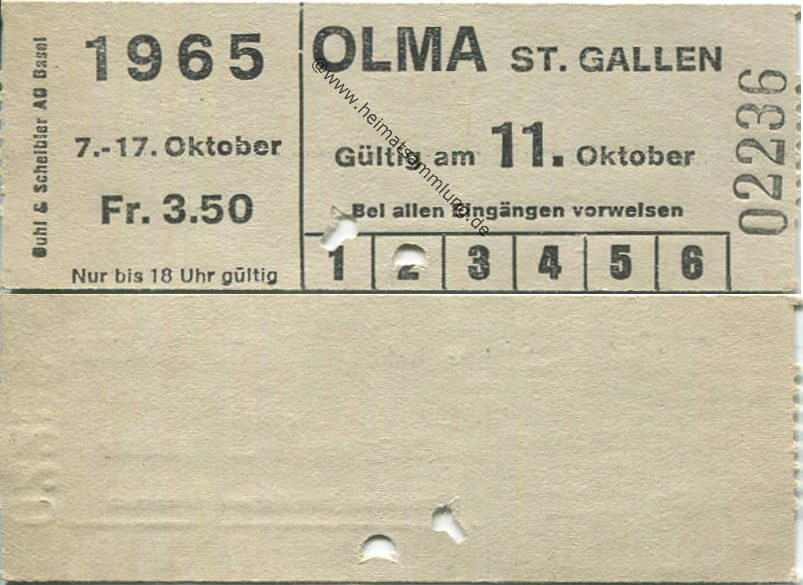 Suhl & Scheibler AG Basel
1965
7.-17. Oktober
Fr. 3.50
Nur bis 18 Uhr gültig
OLMA ST. GALLEN
Gültig am 11. Oktober
Bei allen Eingängen vorweisen
1 2 3 4 5 6
02236
©www.heimatsammlung.de